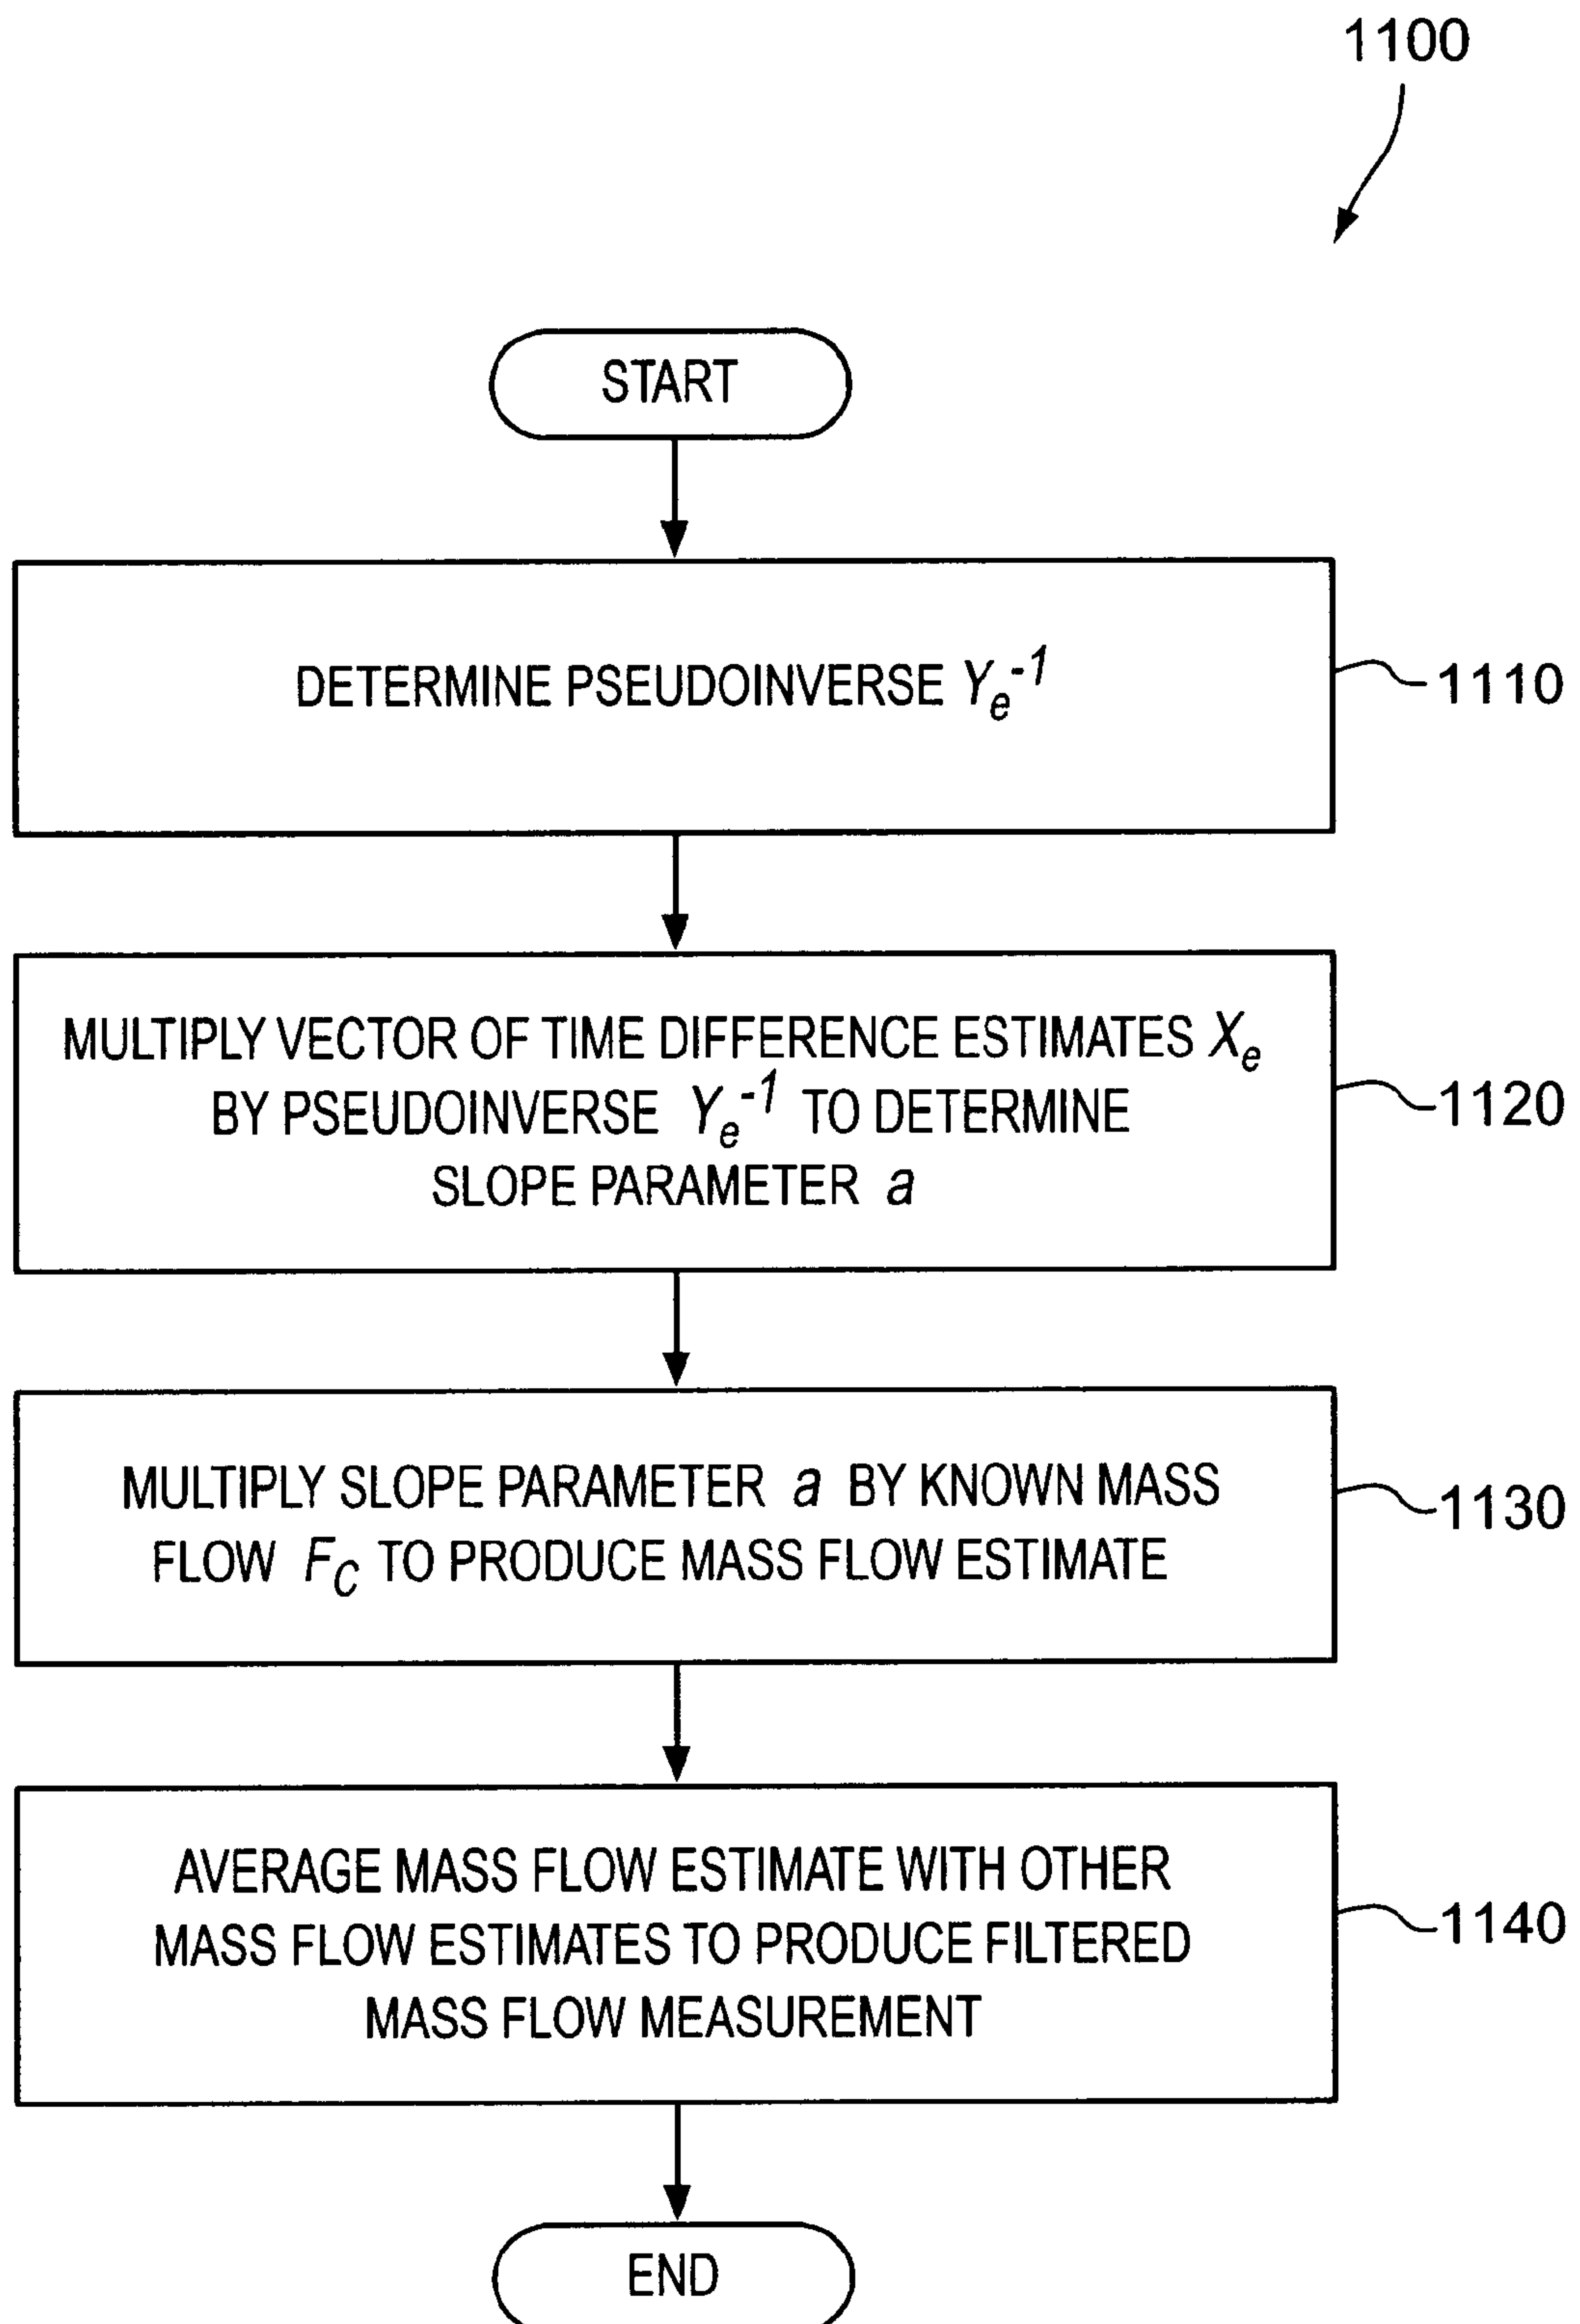 1100
START
DETERMINE PSEUDOINVERSE Yₑ⁻¹
1110
MULTIPLY VECTOR OF TIME DIFFERENCE ESTIMATES Xₑ
BY PSEUDOINVERSE Yₑ⁻¹ TO DETERMINE
SLOPE PARAMETER a
1120
MULTIPLY SLOPE PARAMETER a BY KNOWN MASS
FLOW F_C TO PRODUCE MASS FLOW ESTIMATE
1130
AVERAGE MASS FLOW ESTIMATE WITH OTHER
MASS FLOW ESTIMATES TO PRODUCE FILTERED
MASS FLOW MEASUREMENT
1140
END